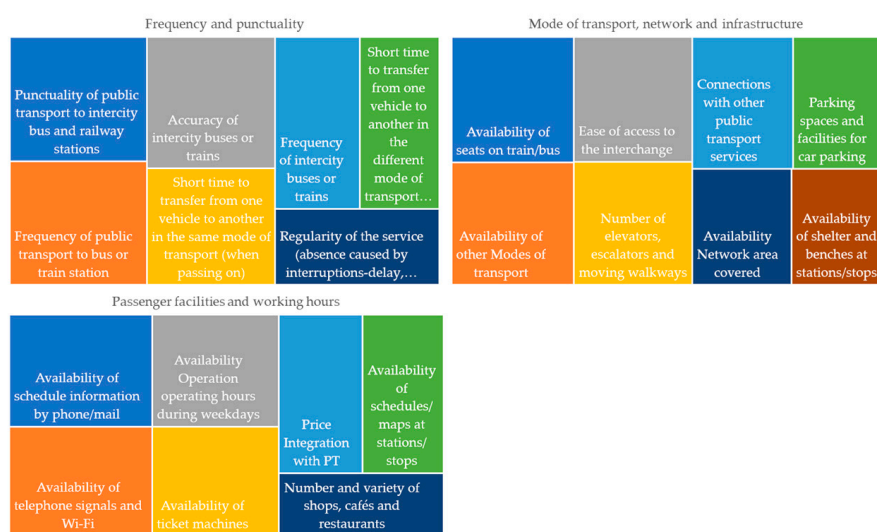 Frequency and punctuality
Punctuality of public
transport to intercity
bus and railway
stations
Accuracy of
intercity buses or
trains
Frequency
of intercity
buses or
trains
Short time
to transfer
from one
vehicle to
another in
the
different
mode of
transport...
Frequency of public
transport to bus or
train station
Short time to
transfer from one
vehicle to another
in the same mode of
transport (when
passing on)
Regularity of the service
(absence caused by
interruptions-delay,...
Mode of transport, network and infrastructure
Availability of
seats on train/bus
Ease of access to
the interchange
Connections
with other
public
transport
services
Parking
spaces and
facilities for
car parking
Availability of
other Modes of
transport
Number of
elevators,
escalators and
moving walkways
Availability
Network area
covered
Availability
of shelter and
benches at
stations/stops
Passenger facilities and working hours
Availability of
schedule information
by phone/mail
Availability
Operation
operating hours
during weekdays
Price
Integration
with PT
Availability
of
schedules/
maps at
stations/
stops
Availability of
telephone signals and
Wi-Fi
Availability of
ticket machines
Number and variety of
shops, cafés and
restaurants